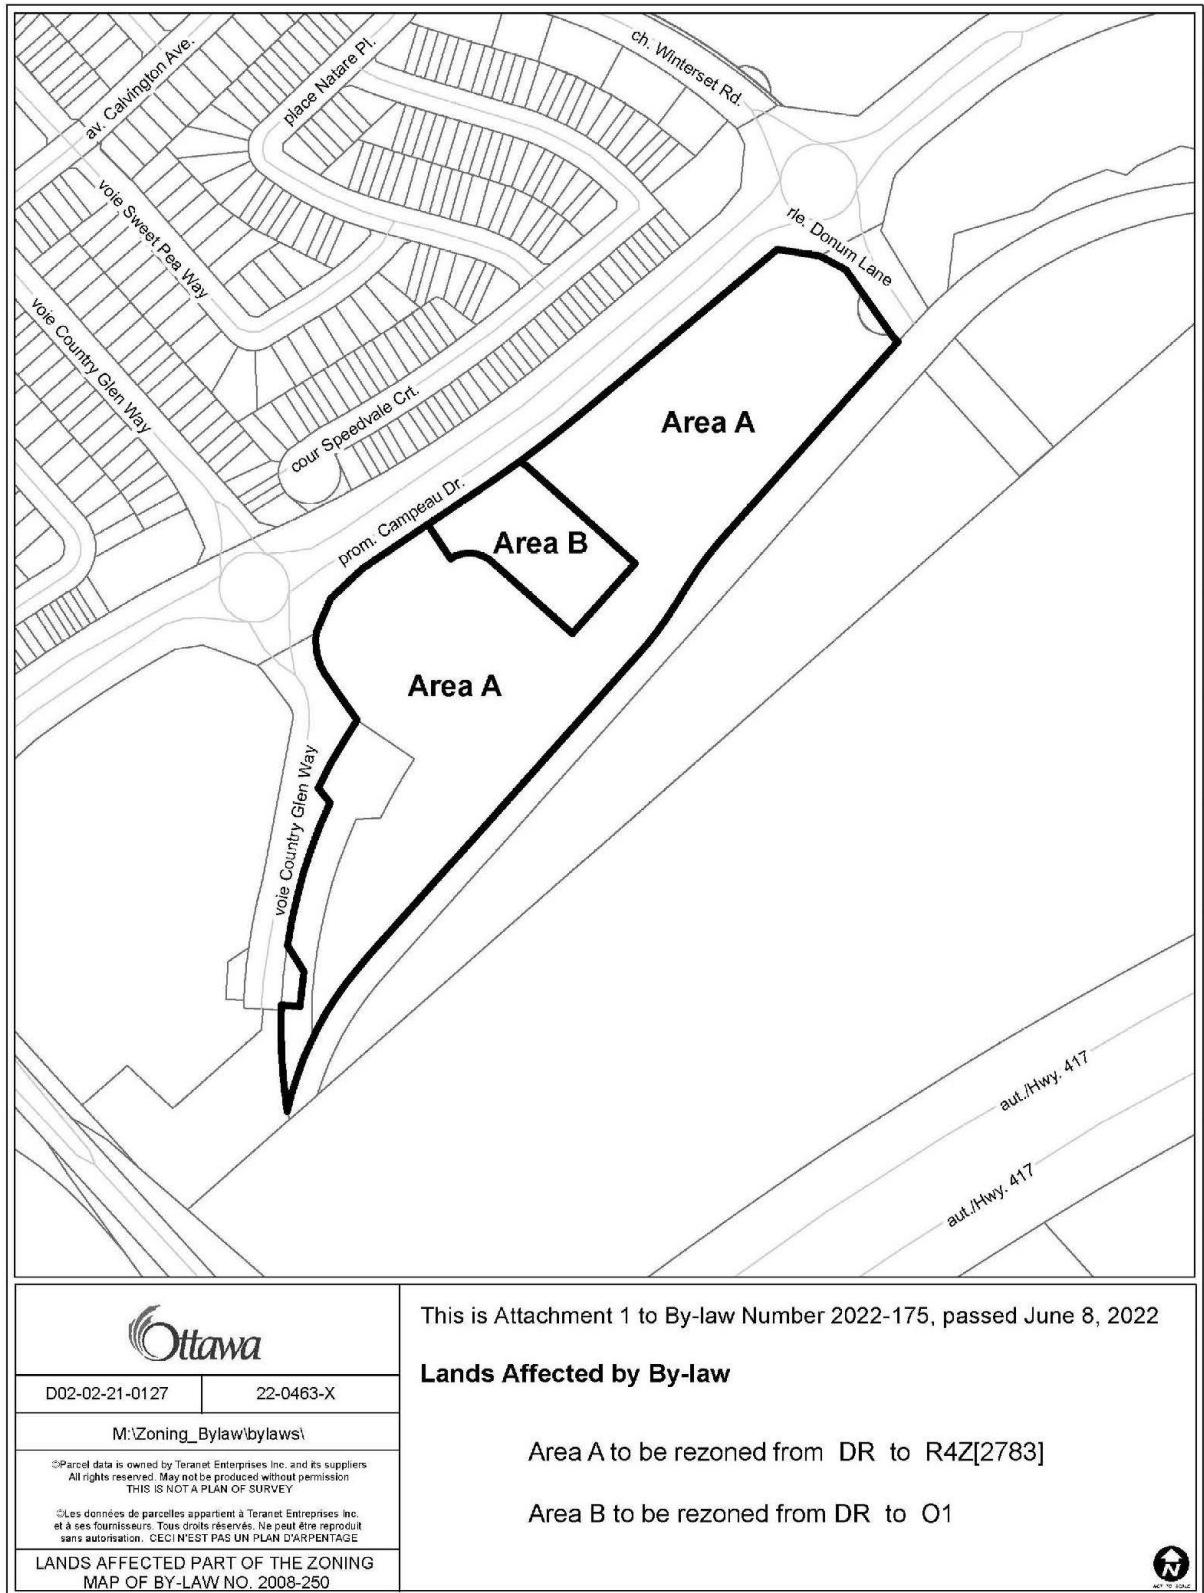 av. Calvington Ave.
place Natare Pl.
ch. Winterset Rd.
voie Sweet Pea Way
rle. Donum Lane
voie Country Glen Way
cour Speedvale Crt.
Area A
prom. Campeau Dr.
Area B
Area A
voie Country Glen Way
aut./Hwy. 417
aut./Hwy. 417
Ottawa
D02-02-21-0127 22-0463-X
M:\Zoning_Bylaw\bylaws\
©Parcel data is owned by Teranet Enterprises Inc. and its suppliers
All rights reserved. May not be produced without permission
THIS IS NOT A PLAN OF SURVEY
©Les données de parcelles appartient à Teranet Entreprises Inc.
et à ses fournisseurs. Tous droits réservés. Ne peut être reproduit
sans autorisation. CECI N'EST PAS UN PLAN D'ARPENTAGE
LANDS AFFECTED PART OF THE ZONING
MAP OF BY-LAW NO. 2008-250
This is Attachment 1 to By-law Number 2022-175, passed June 8, 2022
Lands Affected by By-law
Area A to be rezoned from DR to R4Z[2783]
Area B to be rezoned from DR to O1
N
NOT TO SCALE